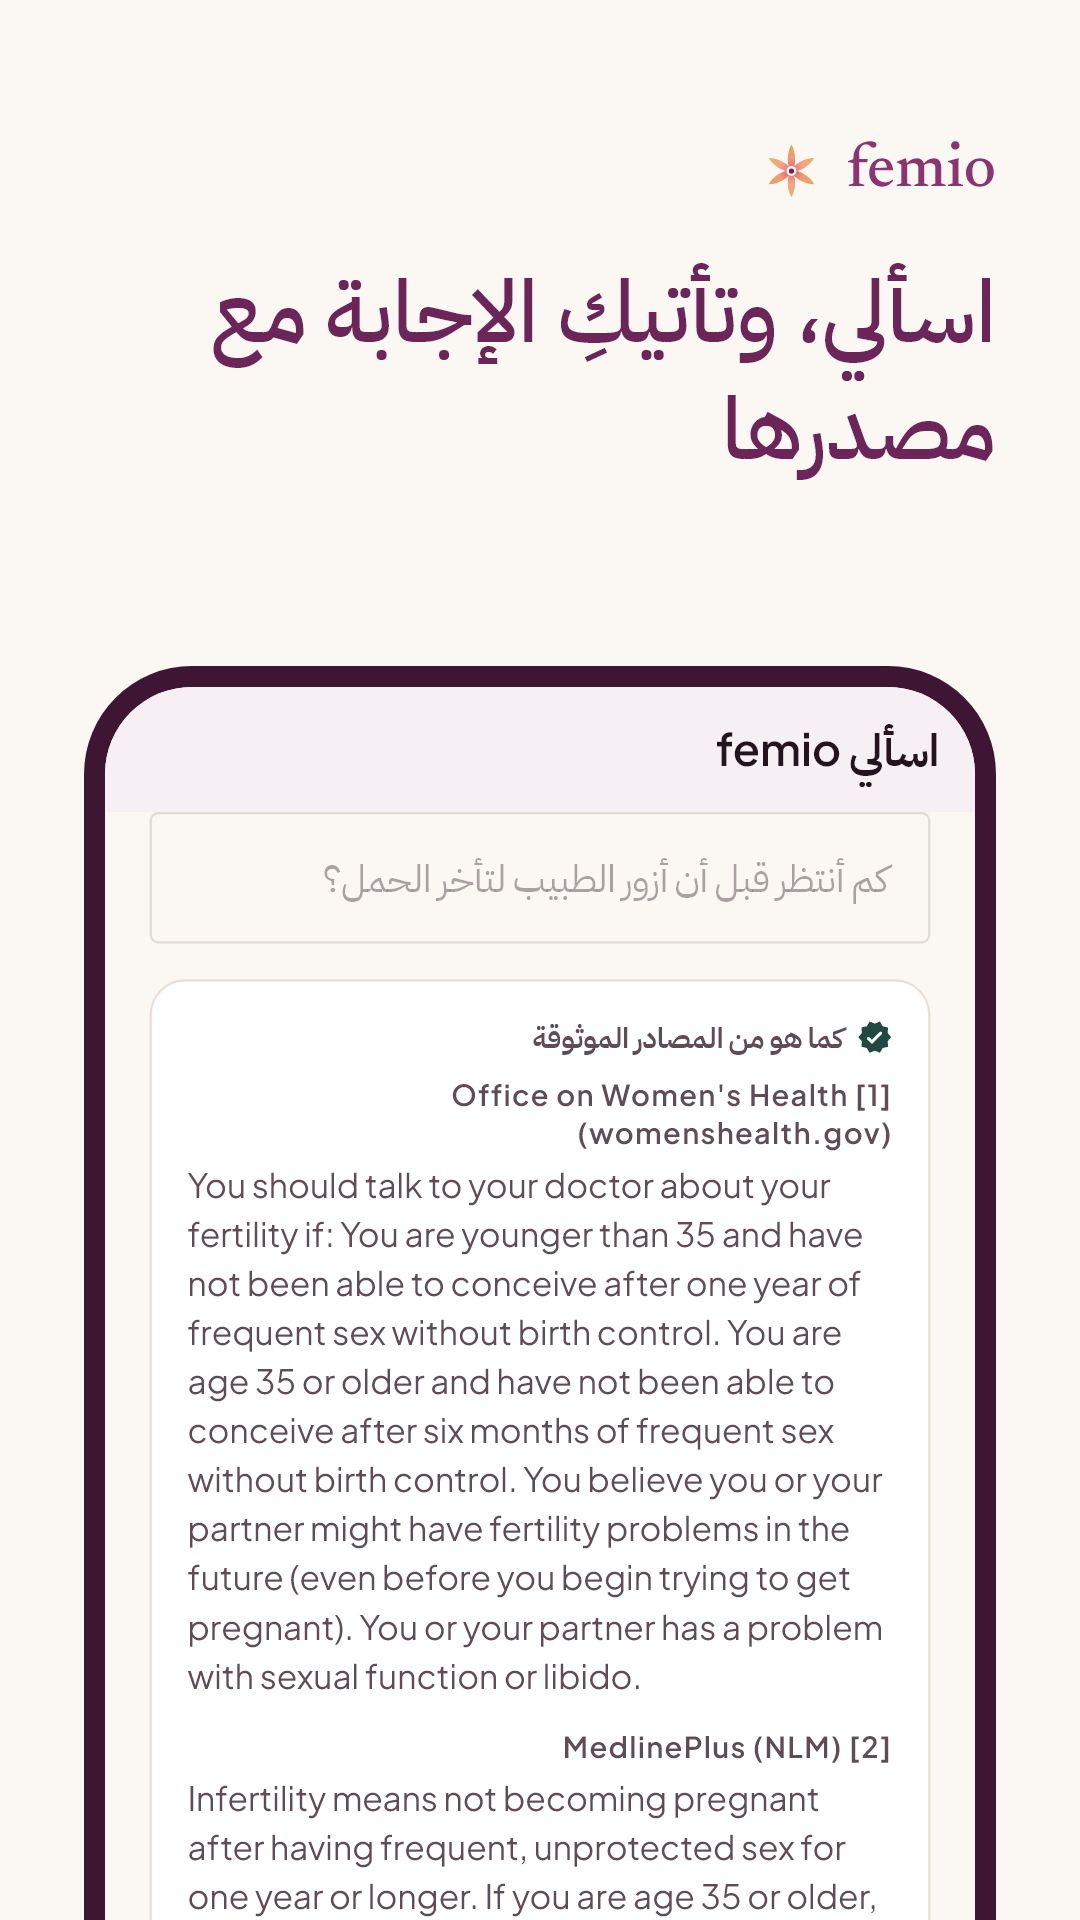 femio
اسألي، وتأتيكِ الإجابة مع
مصدرها
اسألي femio
كم أنتظر قبل أن أزور الطبيب لتأخر الحمل؟
كما هو من المصادر الموثوقة
Office on Women's Health [1]
(womenshealth.gov)
You should talk to your doctor about your
fertility if: You are younger than 35 and have
not been able to conceive after one year of
frequent sex without birth control. You are
age 35 or older and have not been able to
conceive after six months of frequent sex
without birth control. You believe you or your
partner might have fertility problems in the
future (even before you begin trying to get
pregnant). You or your partner has a problem
with sexual function or libido.
MedlinePlus (NLM) [2]
Infertility means not becoming pregnant
after having frequent, unprotected sex for
one year or longer. If you are age 35 or older,